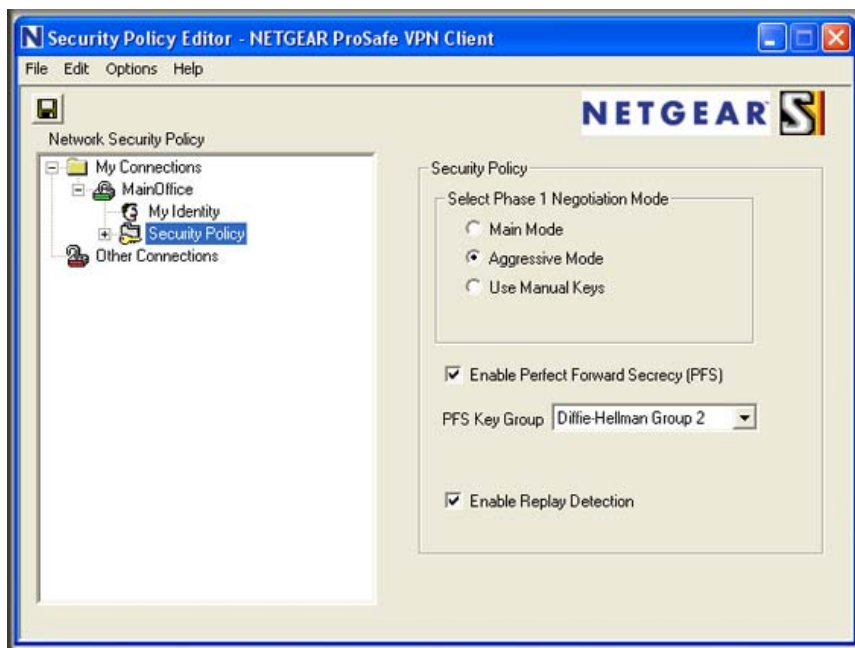 N Security Policy Editor - NETGEAR ProSafe VPN Client
File Edit Options Help
NETGEAR S
Network Security Policy
My Connections
MainOffice
My Identity
Security Policy
Other Connections
Security Policy
Select Phase 1 Negotiation Mode
Main Mode
Aggressive Mode
Use Manual Keys
Enable Perfect Forward Secrecy (PFS)
PFS Key Group Diffie-Hellman Group 2
Enable Replay Detection